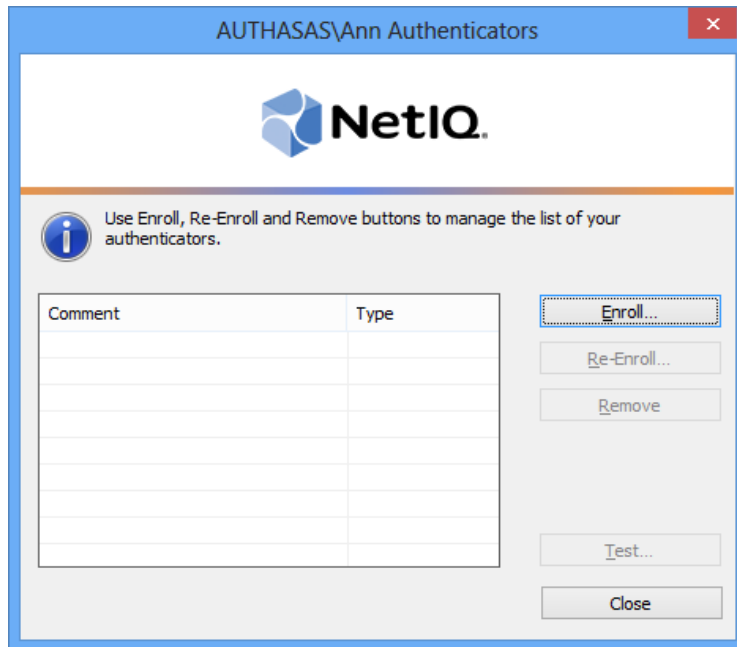 AUTHASAS\Ann Authenticators
NetIQ.
Use Enroll, Re-Enroll and Remove buttons to manage the list of your
authenticators.
Comment Type
Enroll...
Re-Enroll...
Remove
Test...
Close